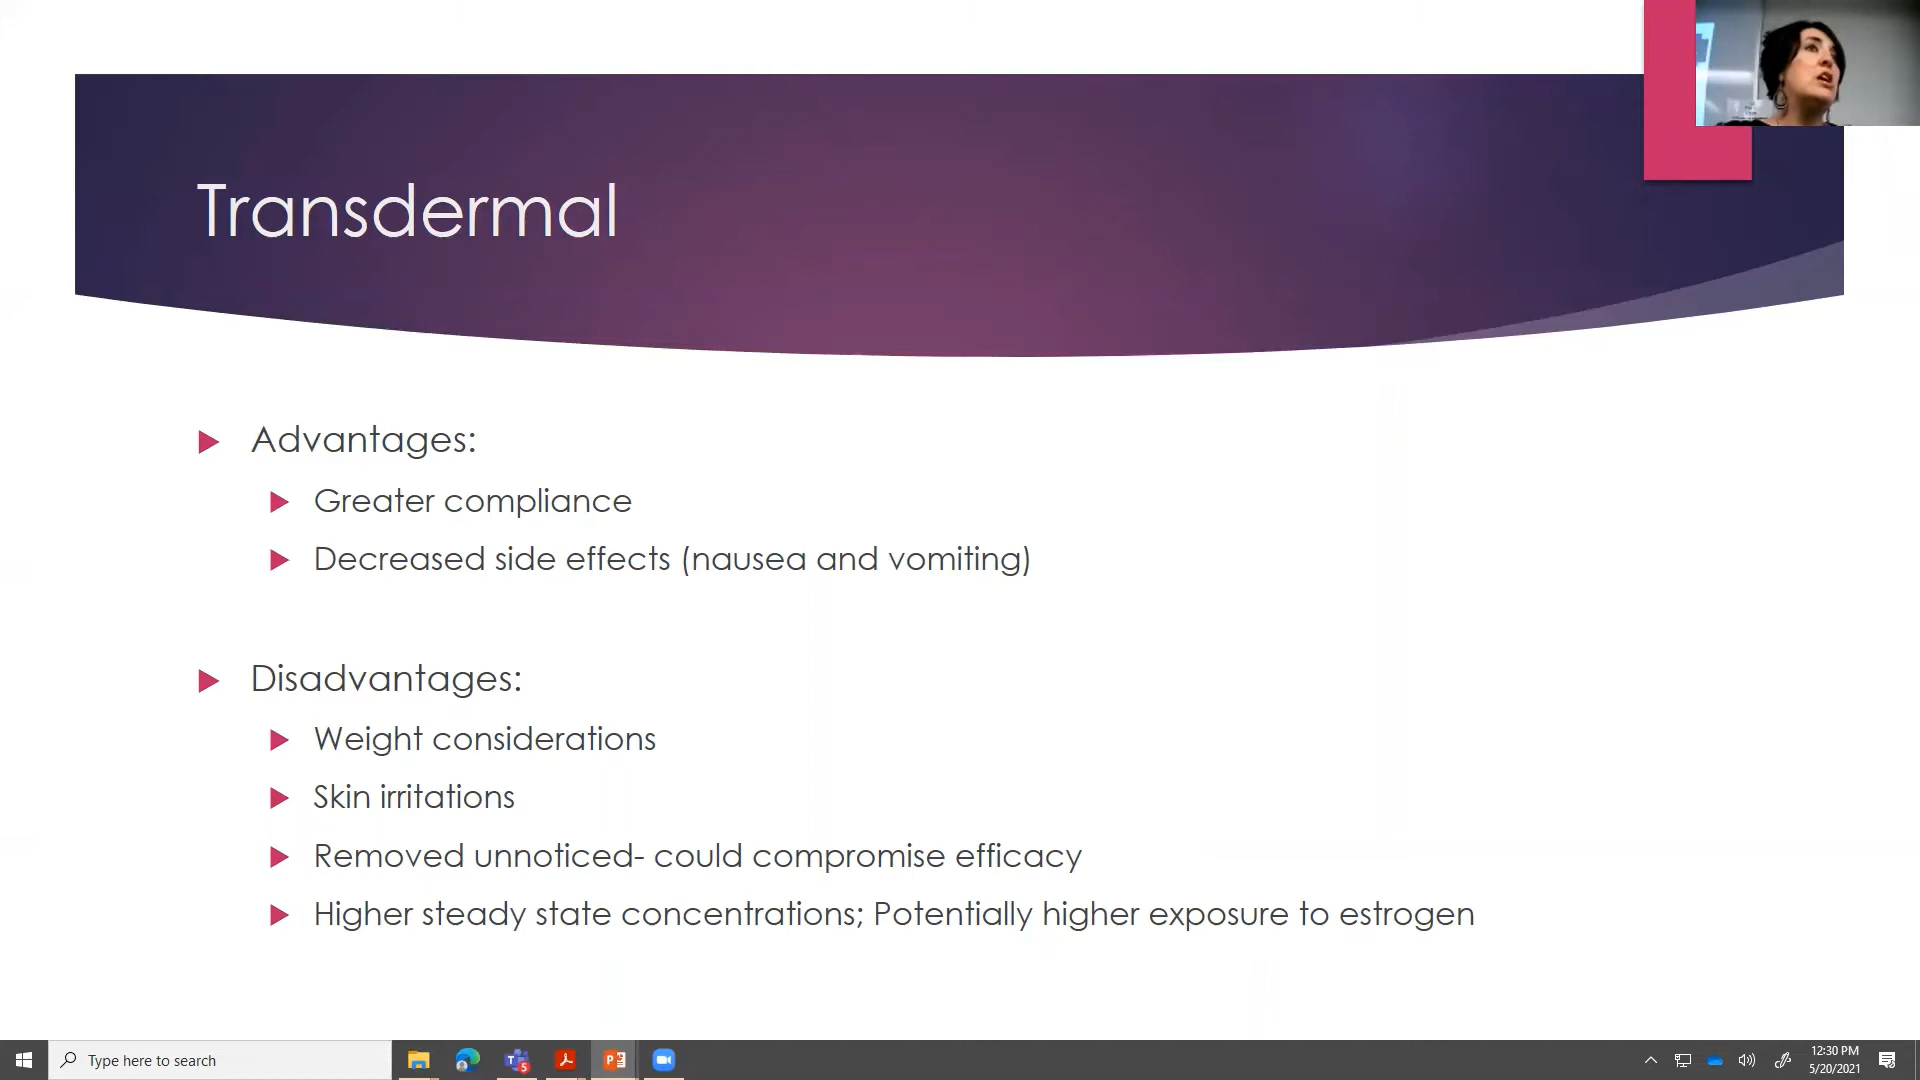 Transdermal
Advantages:
Greater compliance
Decreased side effects (nausea and vomiting)
Disadvantages:
Weight considerations
Skin irritations
Removed unnoticed- could compromise efficacy
Higher steady state concentrations; Potentially higher exposure to estrogen
Type here to search
5
12:30 PM
5/20/2021